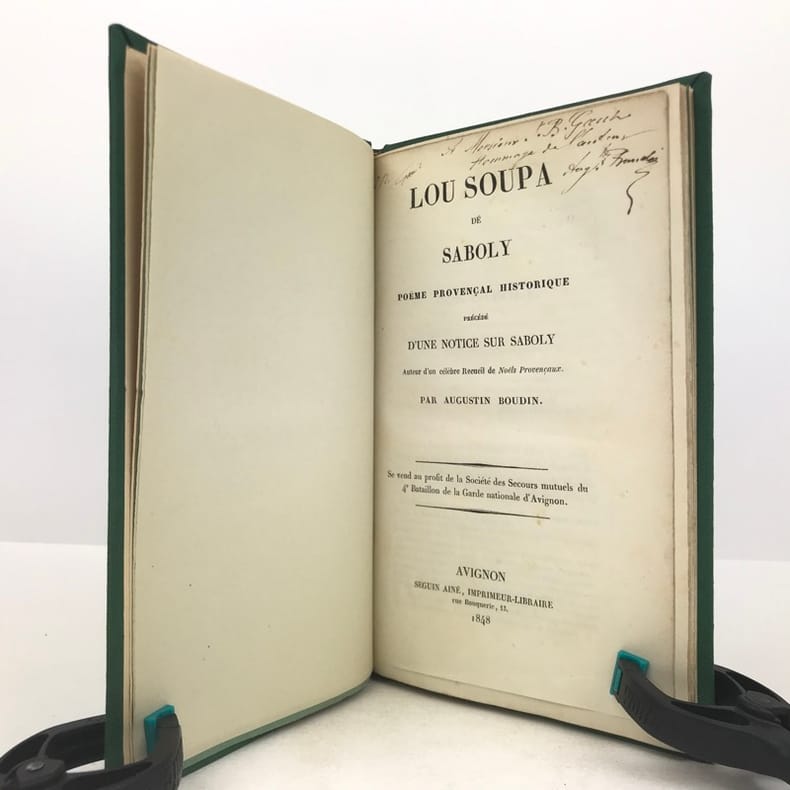 A Monsieur B.
Hommage de l'auteur
LOU SOUPA
DÉ
SABOLY
POËME PROVENÇAL HISTORIQUE
PRÉCÉDÉ
D'UNE NOTICE SUR SABOLY
Auteur d'un célèbre Recueil de Noëls Provençaux.
PAR AUGUSTIN BOUDIN.
Se vend au profit de la Société des Secours mutuels du
4e Bataillon de la Garde nationale d'Avignon.
AVIGNON
SEGUIN AINÉ, IMPRIMEUR-LIBRAIRE
rue Bouquerie, 13,
1848